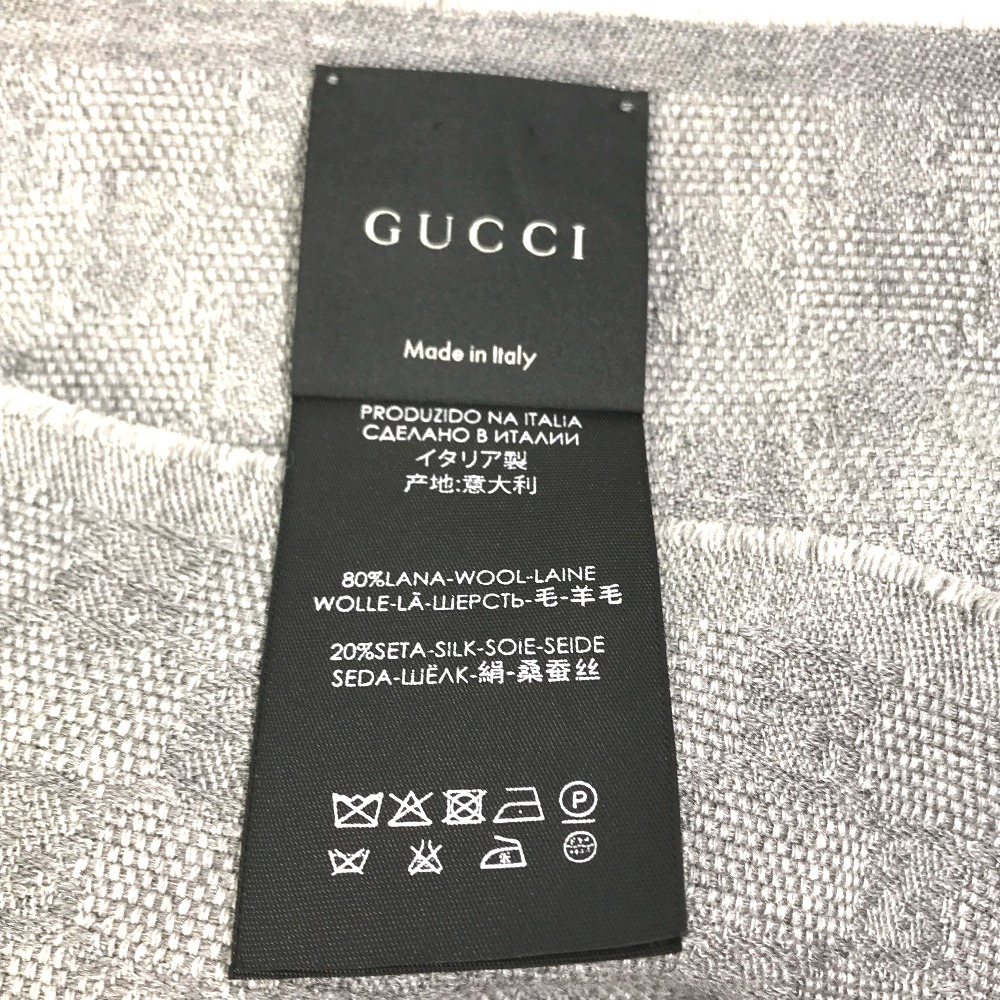 GUCCI
Made in Italy
PRODUZIDO NA ITALIA
СДЕЛАНО В ИТАЛИИ
イタリア製
产地:意大利
80%LANA-WOOL-LAINE
WOLLE-LÃ-ШЕРСТЬ-毛-羊毛
20%SETA-SILK-SOIE-SEIDE
SEDA-ШЁЛК-絹-桑蚕丝
P